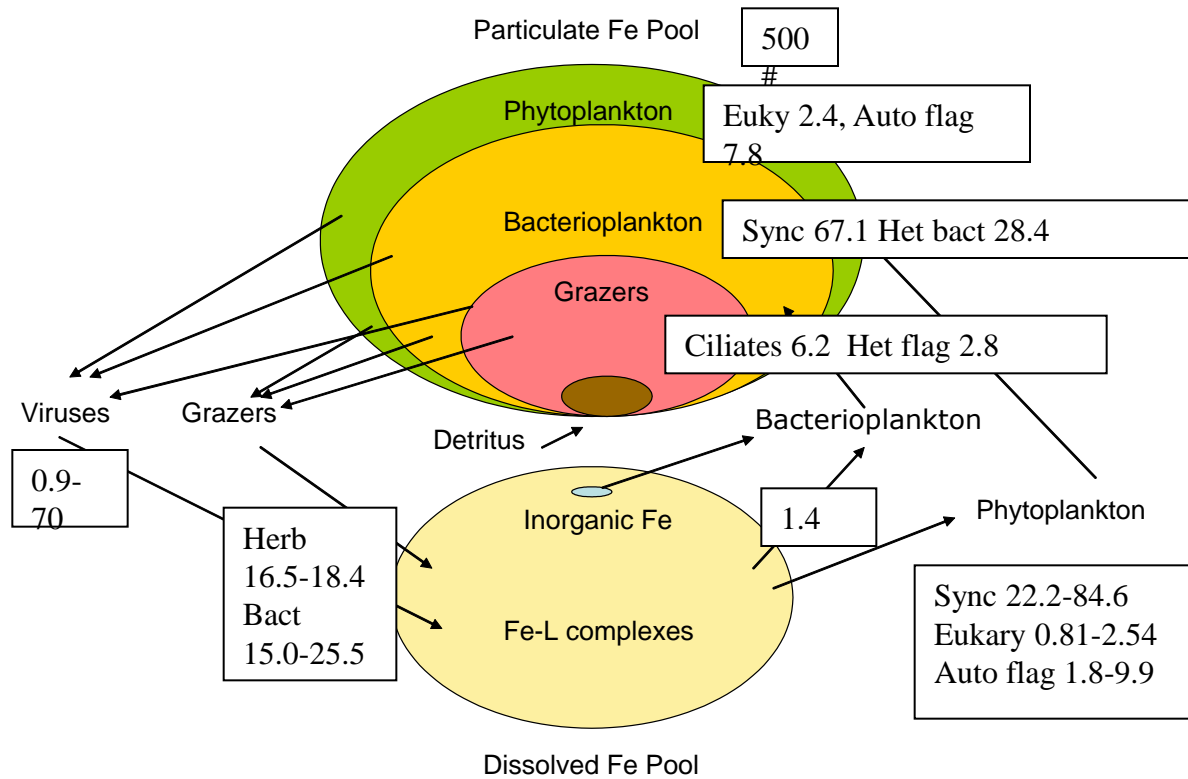 Particulate Fe Pool
500
#
Phytoplankton
Euky 2.4, Auto flag
7.8
Bacterioplankton
Sync 67.1 Het bact 28.4
Grazers
Ciliates 6.2 Het flag 2.8
Viruses
Grazers
Detritus
Bacterioplankton
0.9-
70
Herb
16.5-18.4
Bact
15.0-25.5
Inorganic Fe
1.4
Phytoplankton
Fe-L complexes
Sync 22.2-84.6
Eukary 0.81-2.54
Auto flag 1.8-9.9
Dissolved Fe Pool